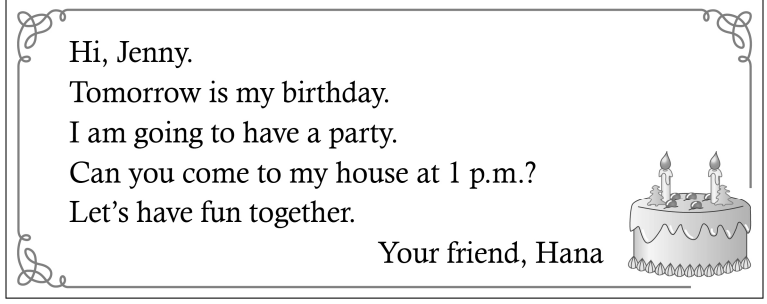 Hi, Jenny.
Tomorrow is my birthday.
I am going to have a party.
Can you come to my house at 1 p.m.?
Let's have fun together.
Your friend, Hana